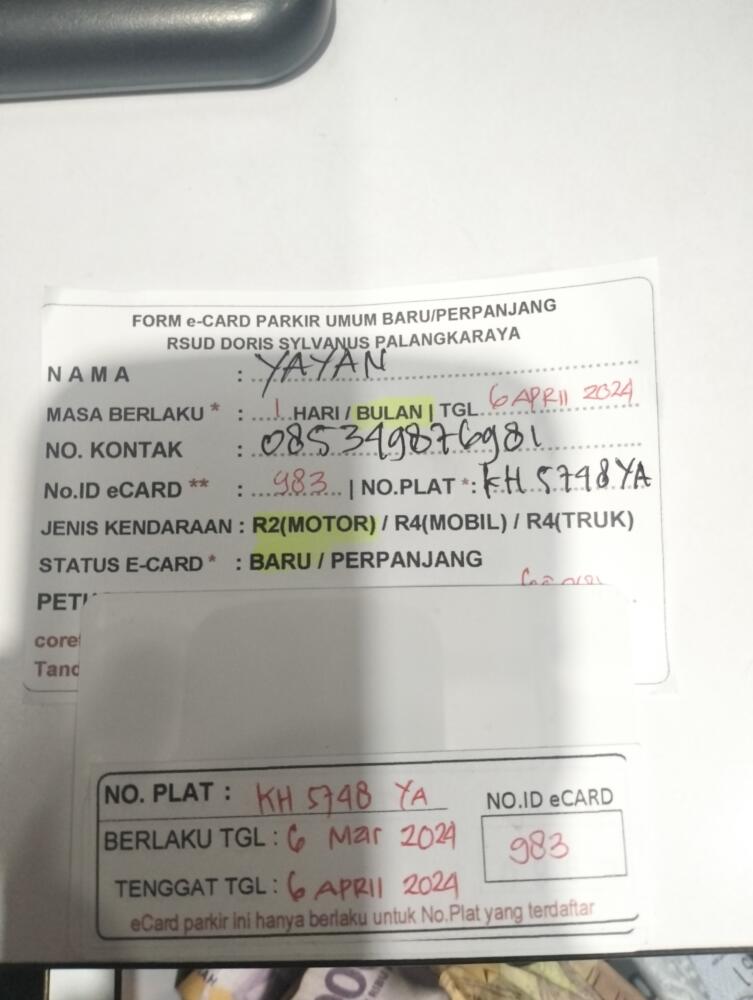 FORM e-CARD PARKIR UMUM BARU/PERPANJANG
RSUD DORIS SYLVANUS PALANGKARAYA
NAMA : YAYAN
MASA BERLAKU * : 1 HARI / BULAN | TGL 6 APRIl 2024
NO. KONTAK : 085349876981
No.ID eCARD ** : 983 | NO.PLAT *: KH 5748 YA
JENIS KENDARAAN : R2(MOTOR) / R4(MOBIL) / R4(TRUK)
STATUS E-CARD * : BARU / PERPANJANG
NO. PLAT : KH 5748 YA
NO.ID eCARD
BERLAKU TGL : 6 Mar 2024
983
TENGGAT TGL : 6 APRIl 2024
eCard parkir ini hanya berlaku untuk No.Plat yang terdaftar